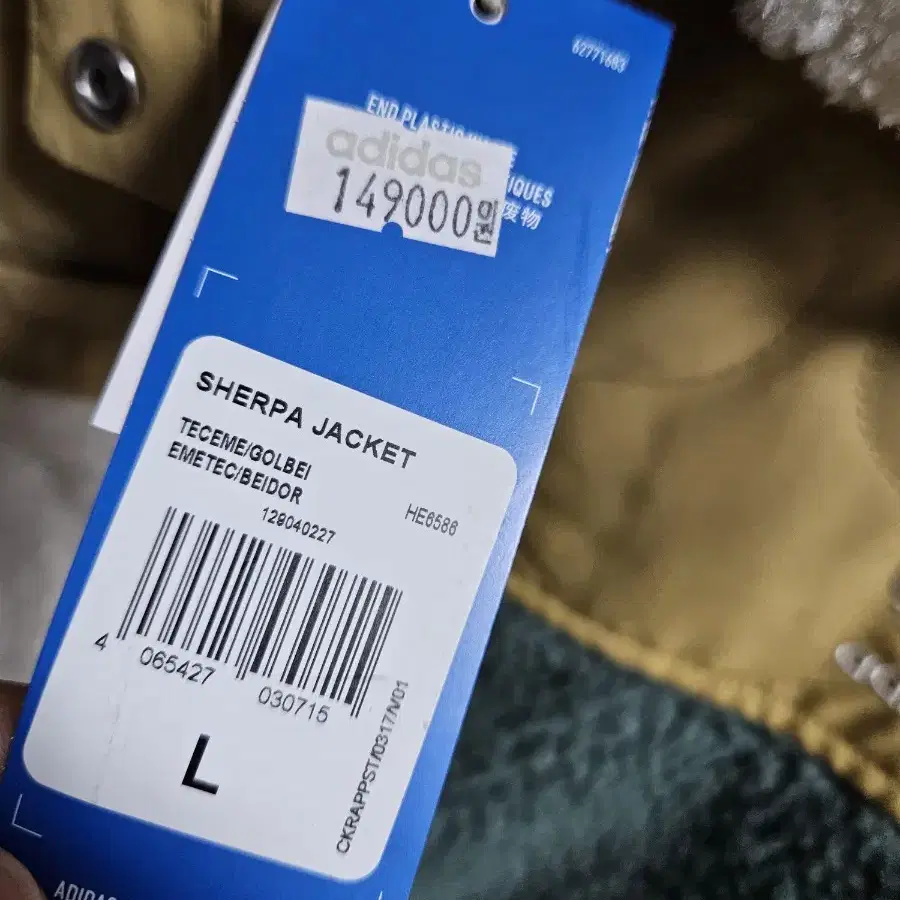 62771683
END PLASTIC
adidas
149000원
IQUES
废物
SHERPA JACKET
TECEME/GOLBEI
EMETEC/BEIDOR
HE6586
129040227
4 065427 030715
L
CKRAPPST/0317/V01
ADIDAS